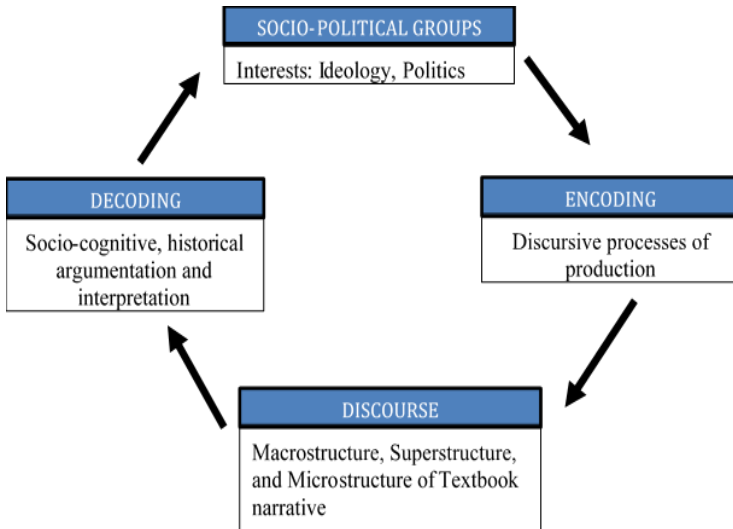 SOCIO-POLITICAL GROUPS
Interests: Ideology, Politics
DECODING
Socio-cognitive, historical
argumentation and
interpretation
ENCODING
Discursive processes of
production
DISCOURSE
Macrostructure, Superstructure,
and Microstructure of Textbook
narrative